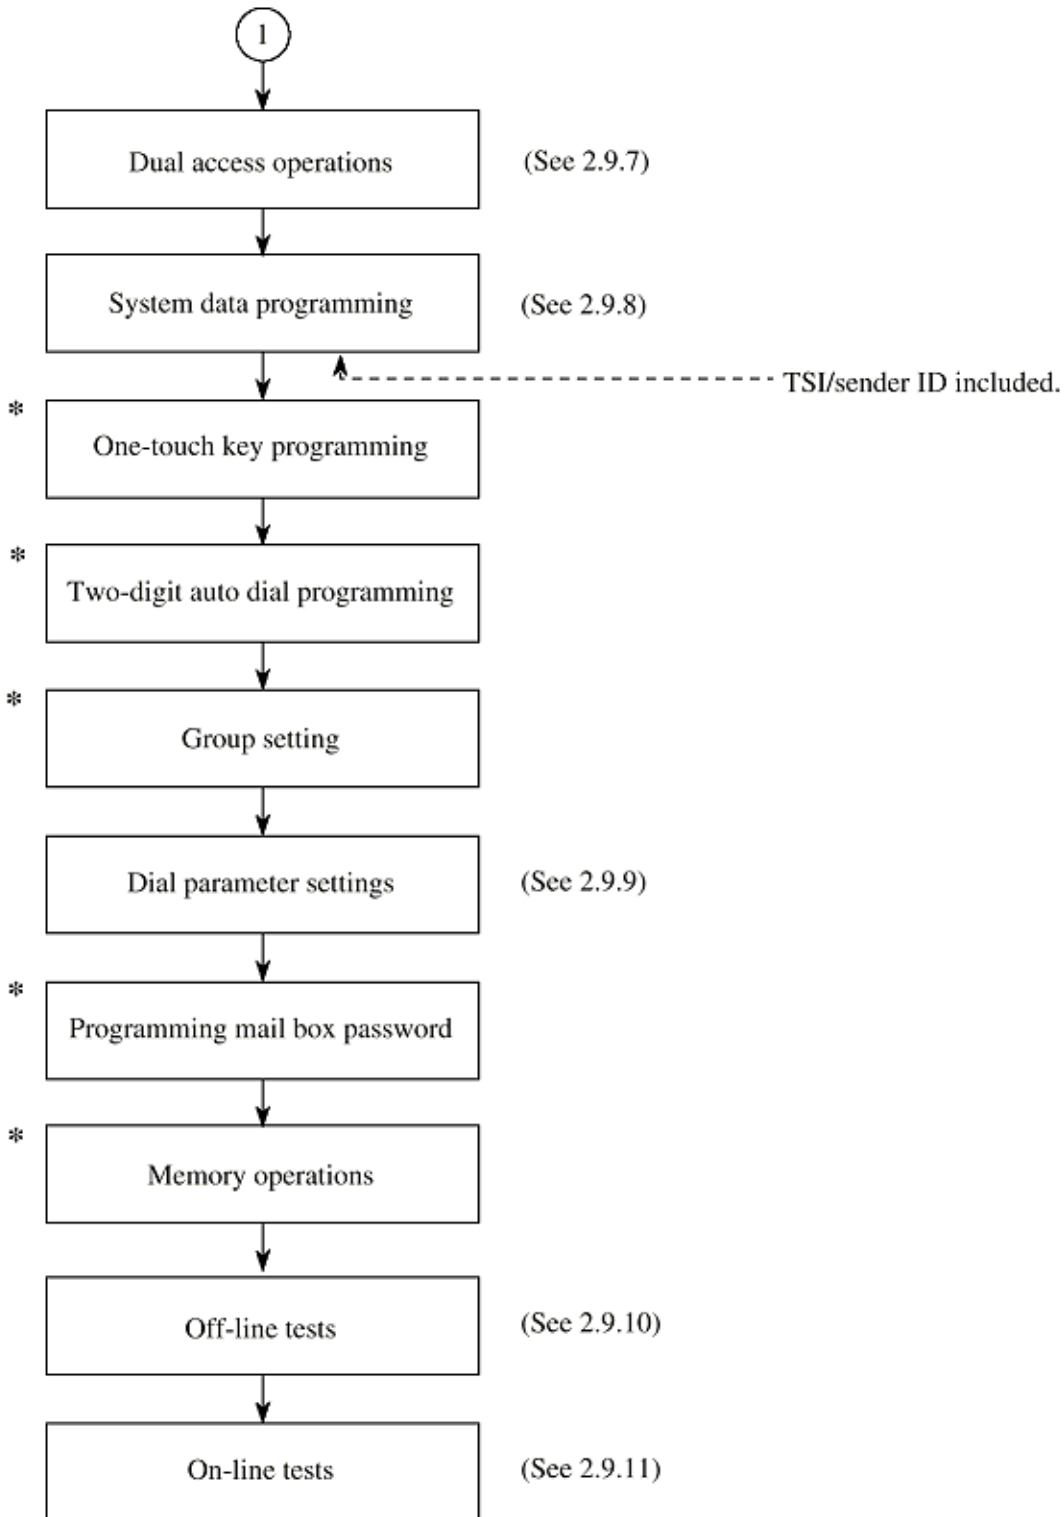 1
Dual access operations (See 2.9.7)
System data programming (See 2.9.8)
TSI/sender ID included.
*
One-touch key programming
*
Two-digit auto dial programming
*
Group setting
Dial parameter settings (See 2.9.9)
*
Programming mail box password
*
Memory operations
Off-line tests (See 2.9.10)
On-line tests (See 2.9.11)